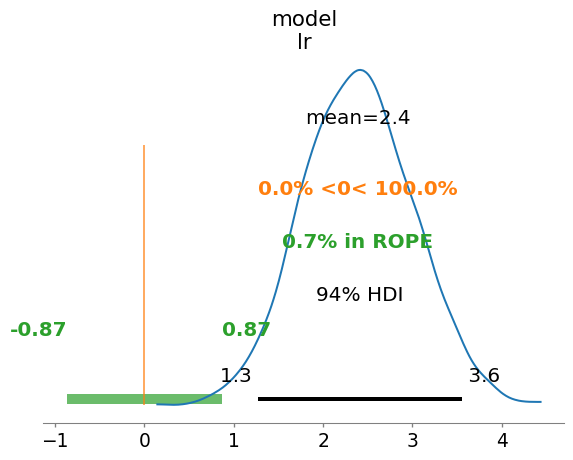 model
lr
mean=2.4
0.0% <0< 100.0%
0.7% in ROPE
94% HDI
-0.87 0.87
1.3 3.6
−1 0 1 2 3 4